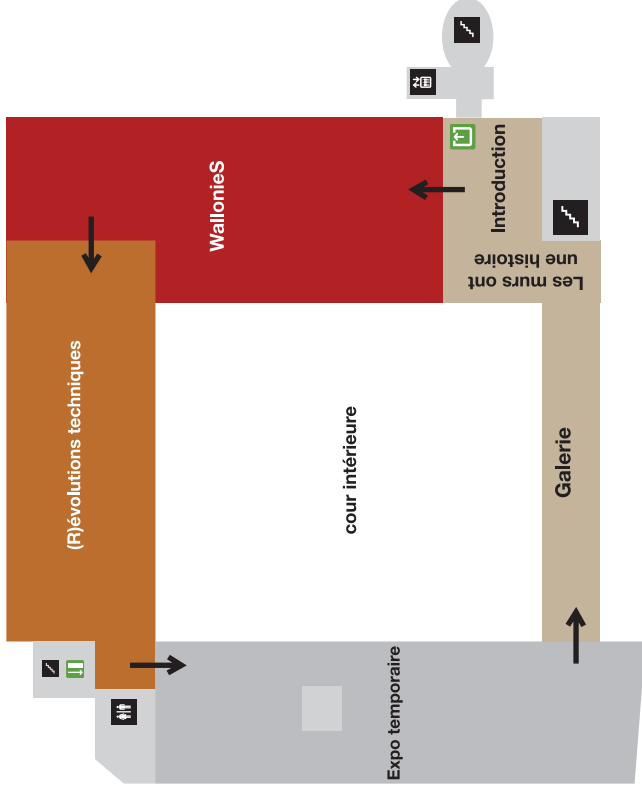 WallonieS
Introduction
Les murs ont
une histoire
(R)évolutions techniques
cour intérieure
Galerie
Expo temporaire